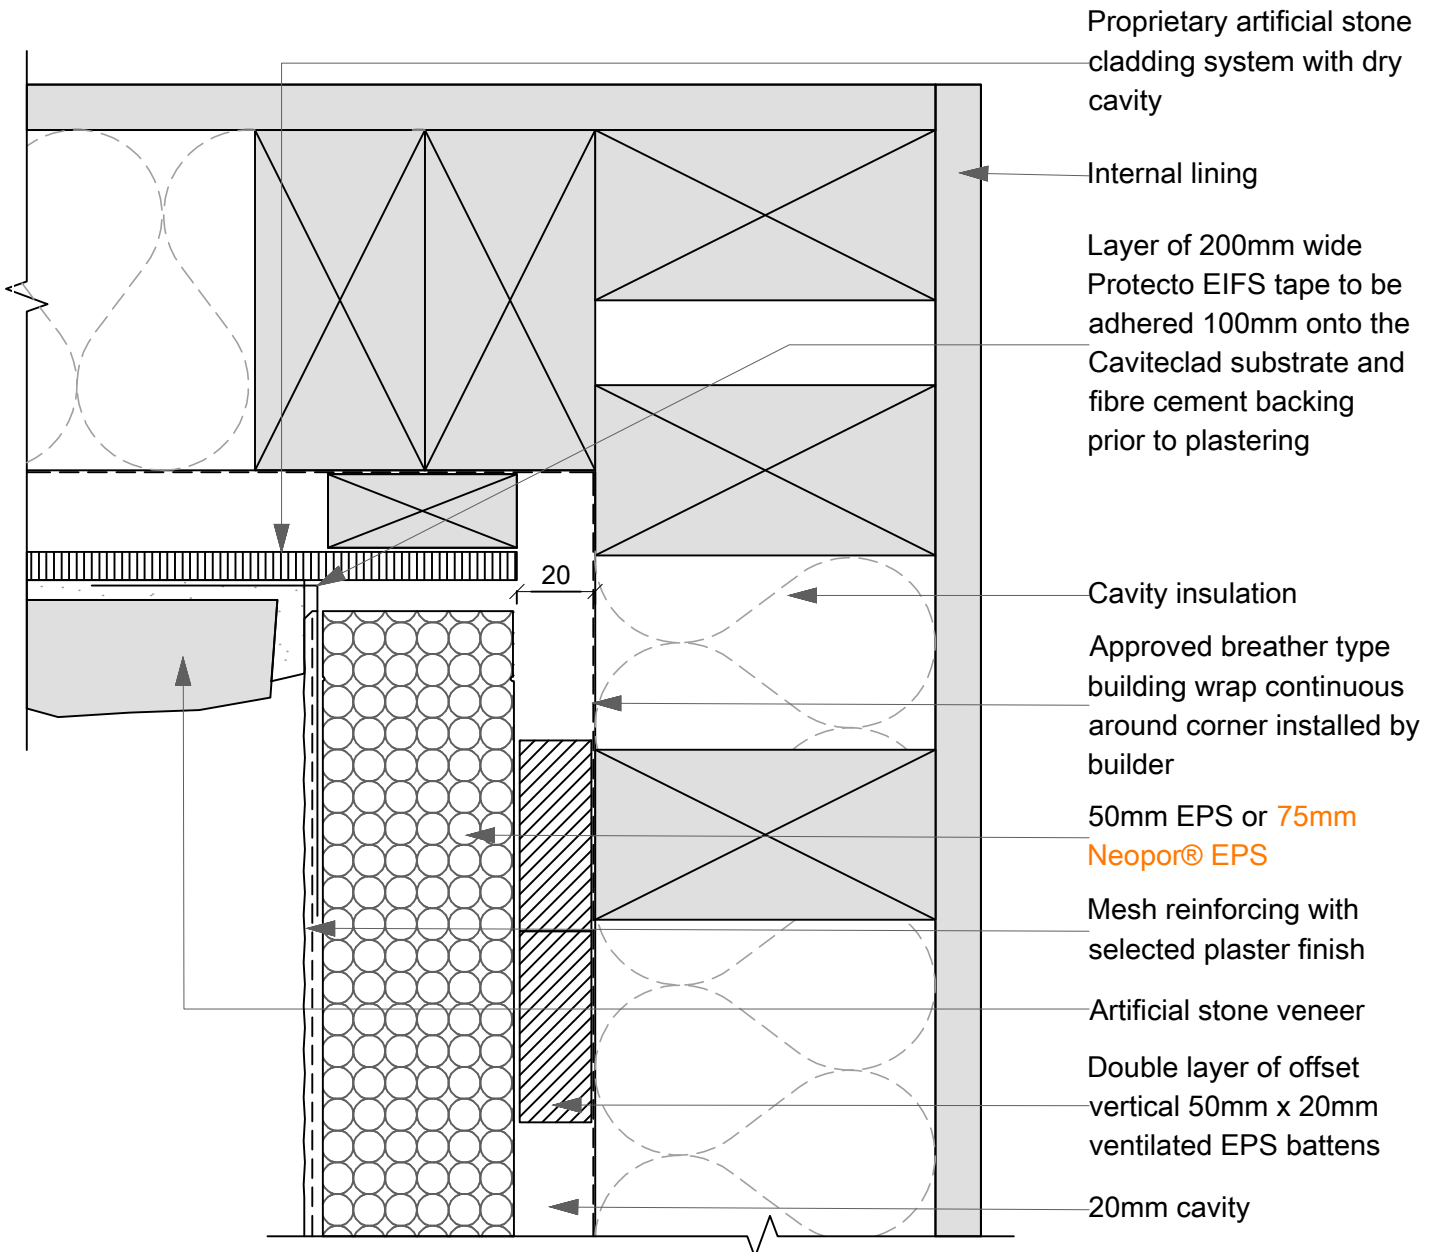 Proprietary artificial stone
cladding system with dry
cavity
Internal lining
Layer of 200mm wide
Protecto EIFS tape to be
adhered 100mm onto the
Caviteclad substrate and
fibre cement backing
prior to plastering
20
Cavity insulation
Approved breather type
building wrap continuous
around corner installed by
builder
50mm EPS or 75mm
Neopor® EPS
Mesh reinforcing with
selected plaster finish
Artificial stone veneer
Double layer of offset
vertical 50mm x 20mm
ventilated EPS battens
20mm cavity